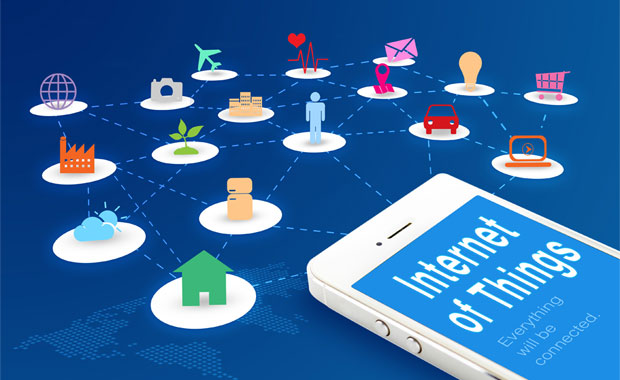 Internet
of Things
Everything
will be
connected.